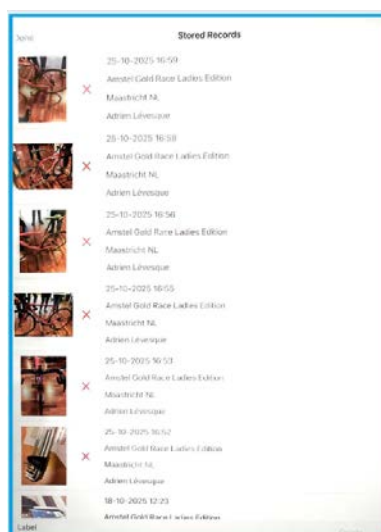 Done
Stored Records
25-10-2025 16:59
Amstel Gold Race Ladies Edition
Maastricht NL
Adrien Lévesque
25-10-2025 16:58
Amstel Gold Race Ladies Edition
Maastricht NL
Adrien Lévesque
25-10-2025 16:56
Amstel Gold Race Ladies Edition
Maastricht NL
Adrien Lévesque
25-10-2025 16:55
Amstel Gold Race Ladies Edition
Maastricht NL
Adrien Lévesque
25-10-2025 16:53
Amstel Gold Race Ladies Edition
Maastricht NL
Adrien Lévesque
25-10-2025 16:52
Amstel Gold Race Ladies Edition
Maastricht NL
Adrien Lévesque
18-10-2025 12:23
Amstel Gold Race Ladies Edition
Label